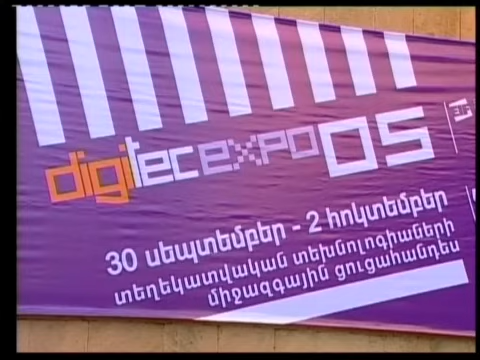 digitecexpo05
30 սեպտեմբեր - 2 հոկտեմբեր
տեղեկատվական տեխնոլոգիաների
միջազգային ցուցահանդես